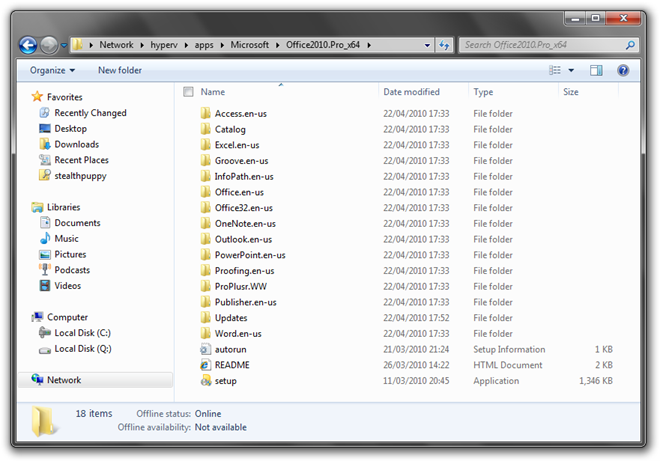 Network hyperv apps Microsoft Office2010.Pro_x64
Search Office2010.Pro_x64
Organize New folder
Name Date modified Type Size
Favorites
Recently Changed
Desktop
Downloads
Recent Places
stealthpuppy
Libraries
Documents
Music
Pictures
Podcasts
Videos
Computer
Local Disk (C:)
Local Disk (Q:)
Network
Access.en-us 22/04/2010 17:33 File folder
Catalog 22/04/2010 17:33 File folder
Excel.en-us 22/04/2010 17:33 File folder
Groove.en-us 22/04/2010 17:33 File folder
InfoPath.en-us 22/04/2010 17:33 File folder
Office.en-us 22/04/2010 17:33 File folder
Office32.en-us 22/04/2010 17:33 File folder
OneNote.en-us 22/04/2010 17:33 File folder
Outlook.en-us 22/04/2010 17:33 File folder
PowerPoint.en-us 22/04/2010 17:33 File folder
Proofing.en-us 22/04/2010 17:33 File folder
ProPlusr.WW 22/04/2010 17:33 File folder
Publisher.en-us 22/04/2010 17:33 File folder
Updates 22/04/2010 17:52 File folder
Word.en-us 22/04/2010 17:33 File folder
autorun 21/03/2010 21:24 Setup Information 1 KB
README 26/03/2010 14:22 HTML Document 2 KB
setup 11/03/2010 20:45 Application 1,346 KB
18 items Offline status: Online
Offline availability: Not available